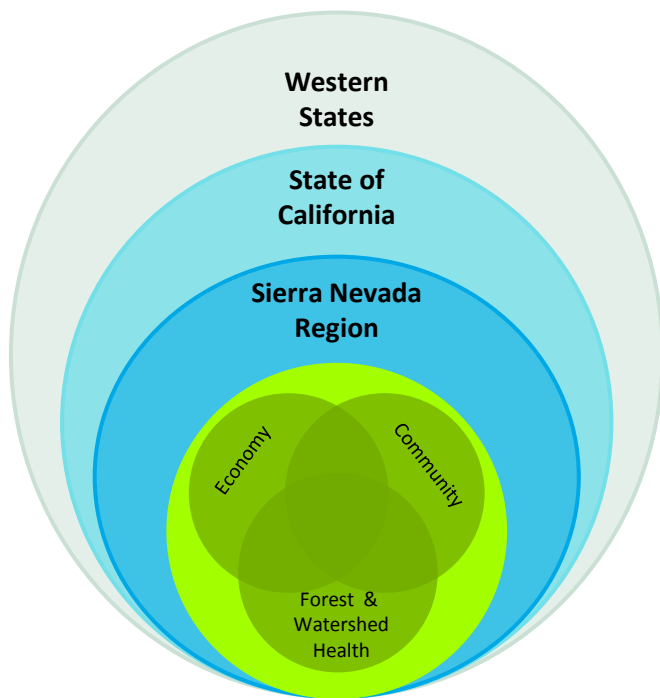 Western
States
State of
California
Sierra Nevada
Region
Economy
Community
Forest &
Watershed
Health